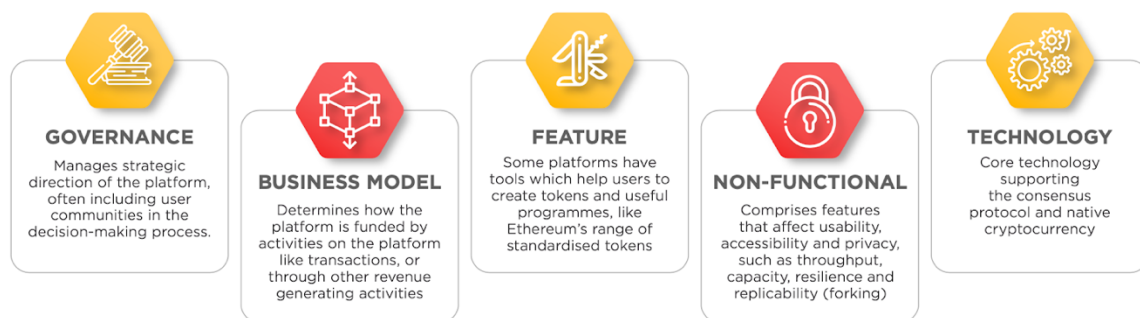 GOVERNANCE
Manages strategic
direction of the platform,
often including user
communities in the
decision-making process.
BUSINESS MODEL
Determines how the
platform is funded by
activities on the platform
like transactions, or
through other revenue
generating activities
FEATURE
Some platforms have
tools which help users to
create tokens and useful
programmes, like
Ethereum's range of
standardised tokens
NON-FUNCTIONAL
Comprises features
that affect usability,
accessibility and privacy,
such as throughput,
capacity, resilience and
replicability (forking)
TECHNOLOGY
Core technology
supporting
the consensus
protocol and native
cryptocurrency